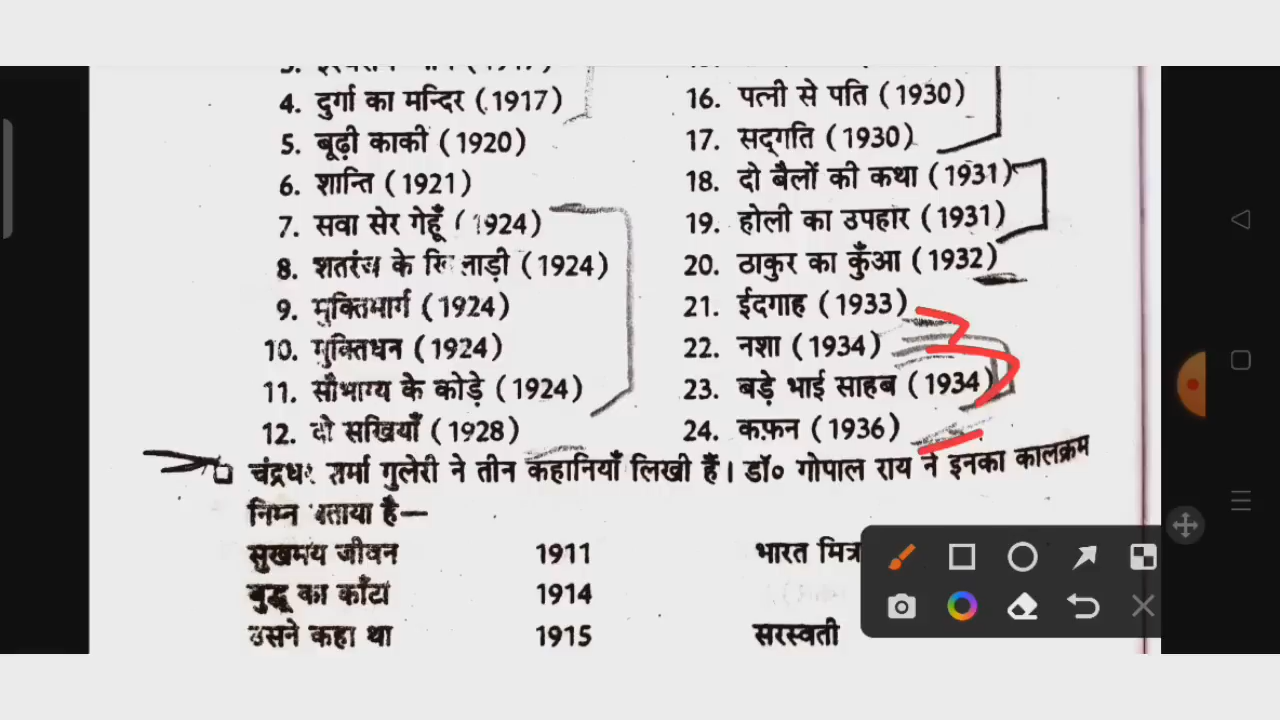 4. दुर्गा का मन्दिर (1917)
5. बूढ़ी काकी (1920)
6. शान्ति (1921)
7. सवा सेर गेहूँ (1924)
8. शतरंज के खिलाड़ी (1924)
9. मुक्तिमार्ग (1924)
10. मुक्तिधन (1924)
11. सौभाग्य के कोड़े (1924)
12. दो सखियाँ (1928)
16. पत्नी से पति (1930)
17. सद्गति (1930)
18. दो बैलों की कथा (1931)
19. होली का उपहार (1931)
20. ठाकुर का कुँआ (1932)
21. ईदगाह (1933)
22. नशा (1934)
23. बड़े भाई साहब (1934)
24. कफ़न (1936)
चंद्रधर शर्मा गुलेरी ने तीन कहानियाँ लिखी हैं। डॉ० गोपाल राय ने इनका कालक्रम
निम्न बताया है—
सुखमय जीवन 1911 भारत मित्र
बुद्धू का काँटा 1914
उसने कहा था 1915 सरस्वती